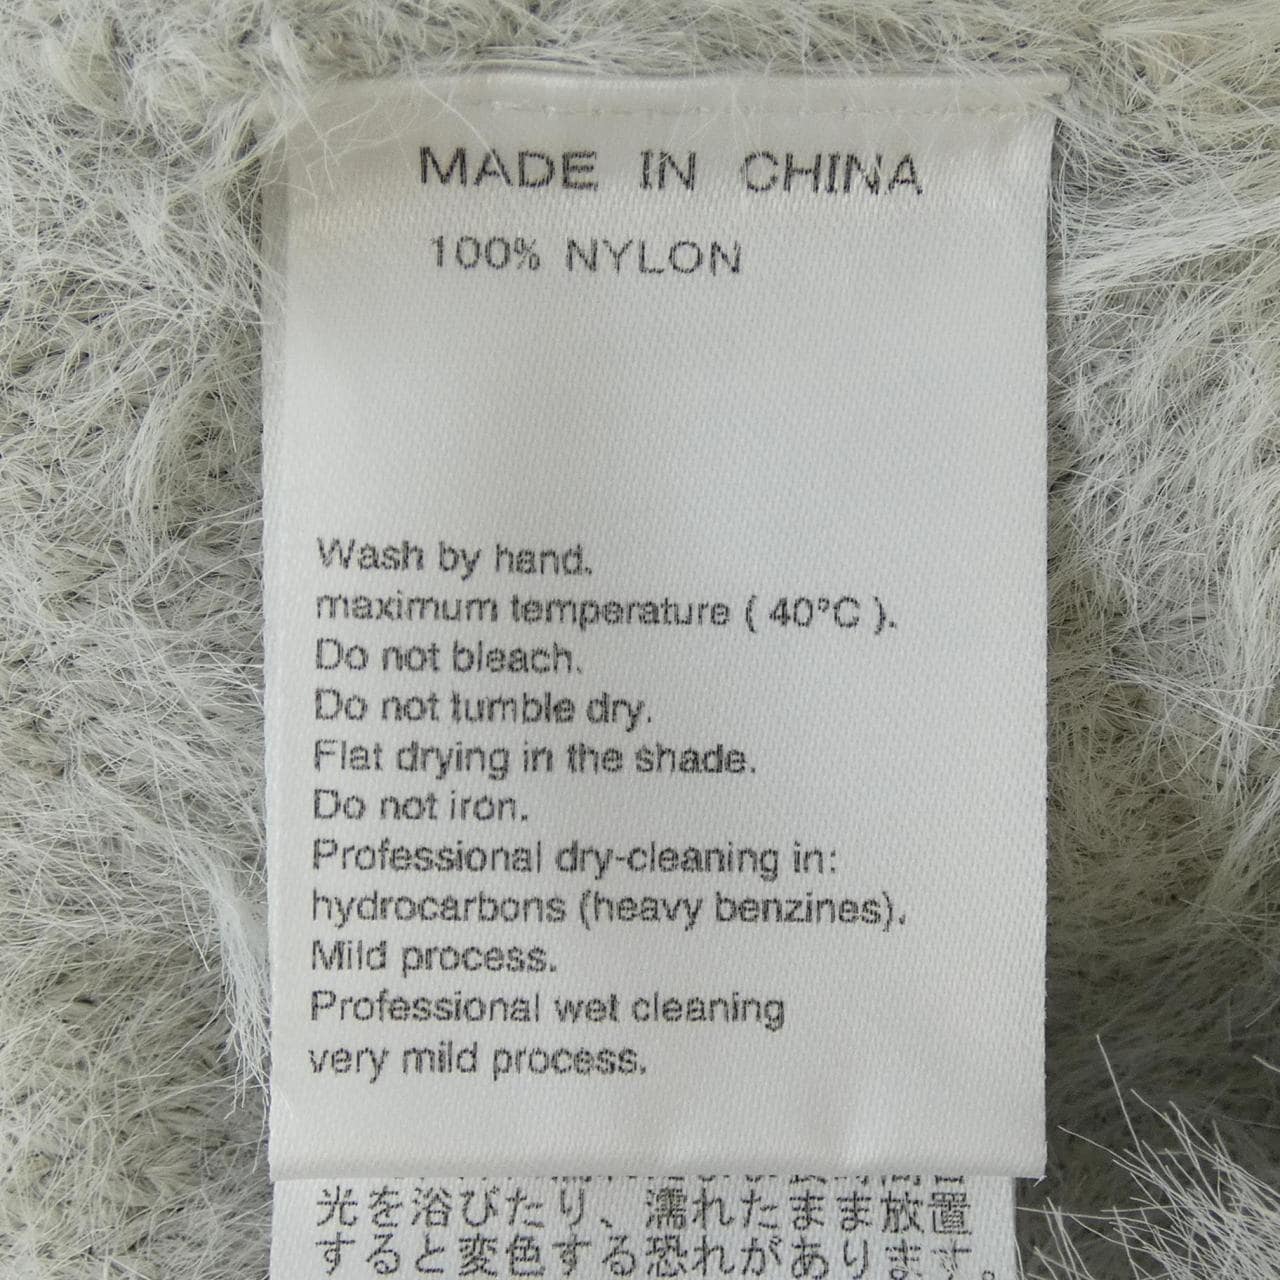 MADE IN CHINA
100% NYLON
Wash by hand.
maximum temperature ( 40°C ).
Do not bleach.
Do not tumble dry.
Flat drying in the shade.
Do not iron.
Professional dry-cleaning in:
hydrocarbons (heavy benzines).
Mild process.
Professional wet cleaning
very mild process.
光を浴びたり、濡れたまま放置
すると変色する恐れがあります。